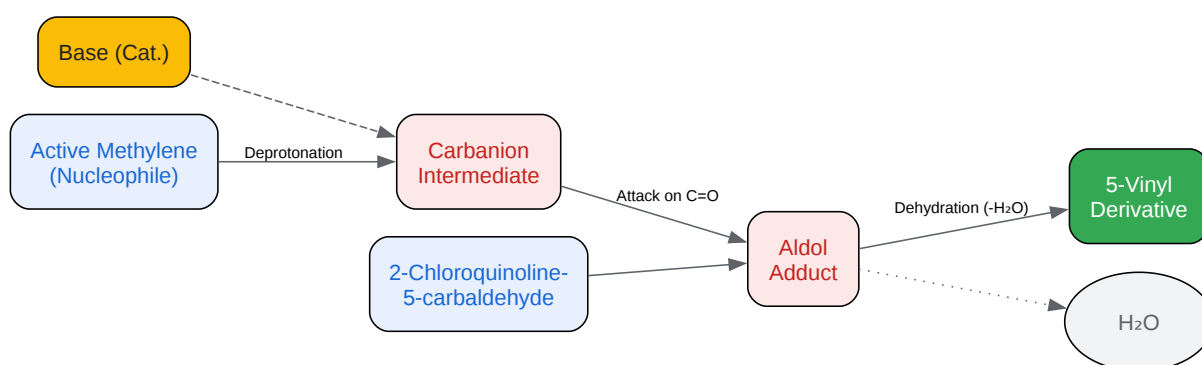 Base (Cat.)
Active Methylene
(Nucleophile)
Deprotonation
Carbanion
Intermediate
2-Chloroquinoline-
5-carbaldehyde
Attack on C=O
Aldol
Adduct
Dehydration (-H₂O)
5-Vinyl
Derivative
H₂O